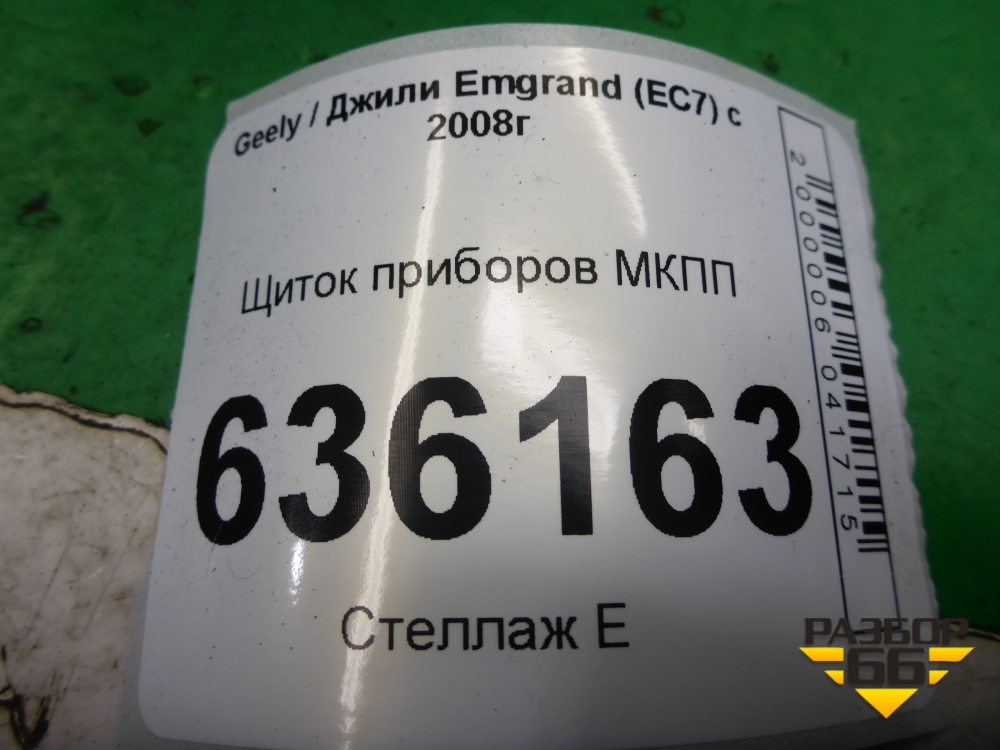 Geely / Джили Emgrand (EC7) с
2008г
Щиток приборов МКПП
636163
Стеллаж Е
2000006041715
РАЗБОР
66